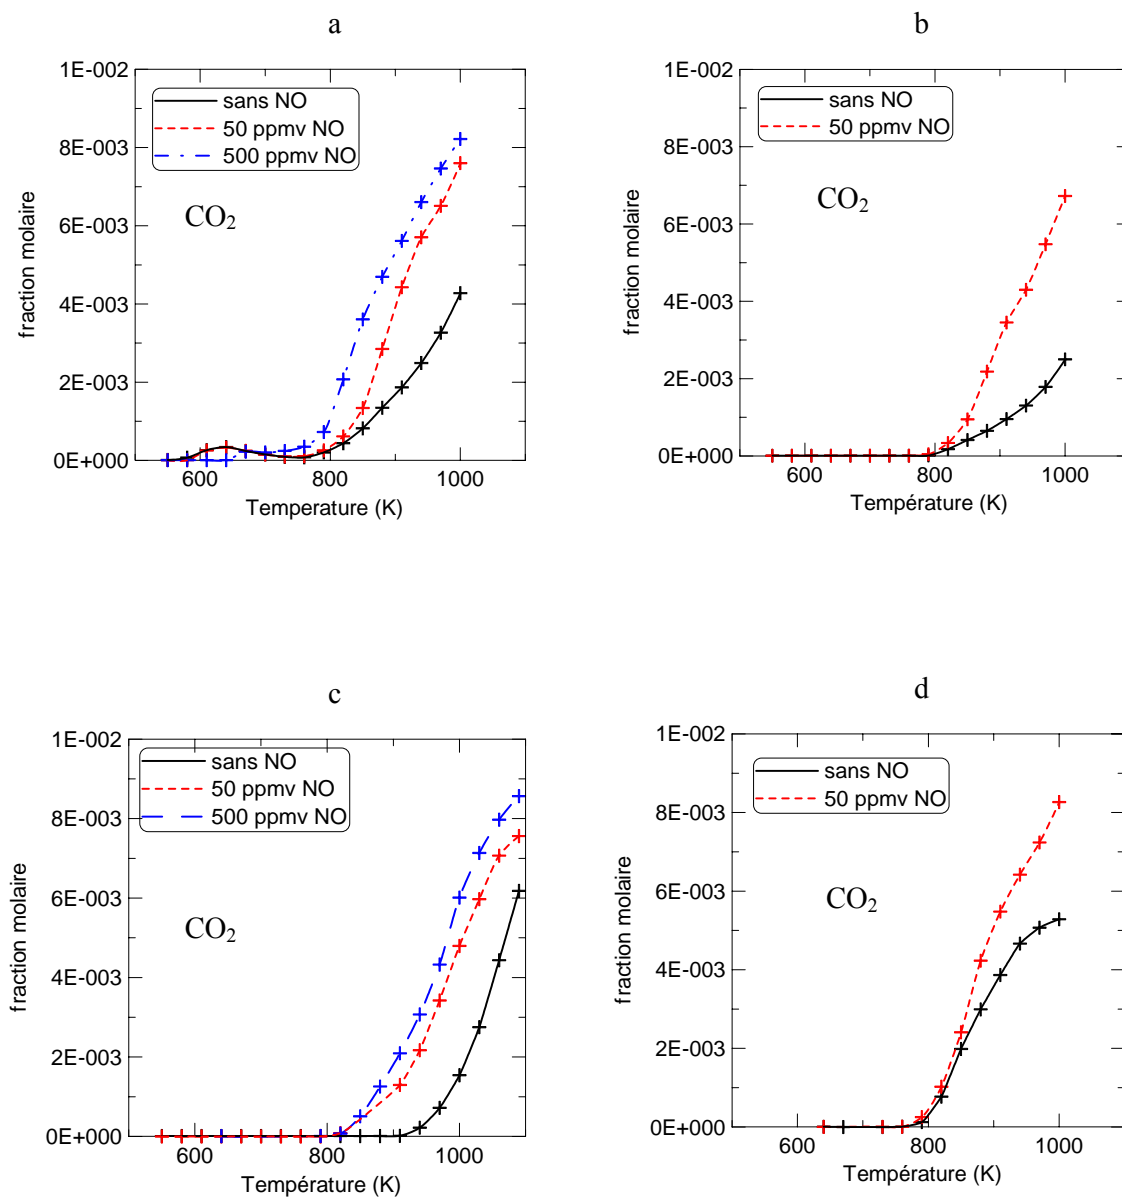 a
1E-002
8E-003
6E-003
4E-003
2E-003
0E+000
fraction molaire
sans NO
50 ppmv NO
500 ppmv NO
CO2
600
800
1000
Temperature (K)
b
1E-002
8E-003
6E-003
4E-003
2E-003
0E+000
fraction molaire
sans NO
50 ppmv NO
CO2
600
800
1000
Température (K)
c
1E-002
8E-003
6E-003
4E-003
2E-003
0E+000
fraction molaire
sans NO
50 ppmv NO
500 ppmv NO
CO2
600
800
1000
Température (K)
d
1E-002
8E-003
6E-003
4E-003
2E-003
0E+000
fraction molaire
sans NO
50 ppmv NO
CO2
600
800
1000
Température (K)